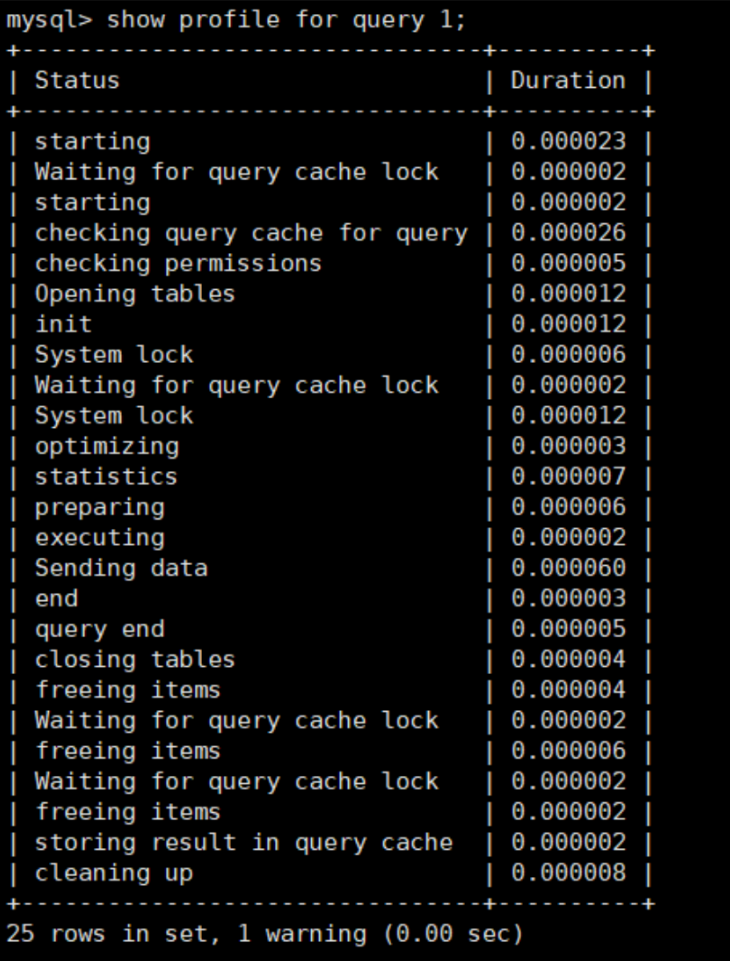 mysql> show profile for query 1;
+--------------------------------+----------+
| Status                         | Duration |
+--------------------------------+----------+
| starting                       | 0.000023 |
| Waiting for query cache lock   | 0.000002 |
| starting                       | 0.000002 |
| checking query cache for query | 0.000026 |
| checking permissions           | 0.000005 |
| Opening tables                 | 0.000012 |
| init                           | 0.000012 |
| System lock                    | 0.000006 |
| Waiting for query cache lock   | 0.000002 |
| System lock                    | 0.000012 |
| optimizing                     | 0.000003 |
| statistics                     | 0.000007 |
| preparing                      | 0.000006 |
| executing                      | 0.000002 |
| Sending data                   | 0.000060 |
| end                            | 0.000003 |
| query end                      | 0.000005 |
| closing tables                 | 0.000004 |
| freeing items                  | 0.000004 |
| Waiting for query cache lock   | 0.000002 |
| freeing items                  | 0.000006 |
| Waiting for query cache lock   | 0.000002 |
| freeing items                  | 0.000002 |
| storing result in query cache  | 0.000002 |
| cleaning up                    | 0.000008 |
+--------------------------------+----------+
25 rows in set, 1 warning (0.00 sec)